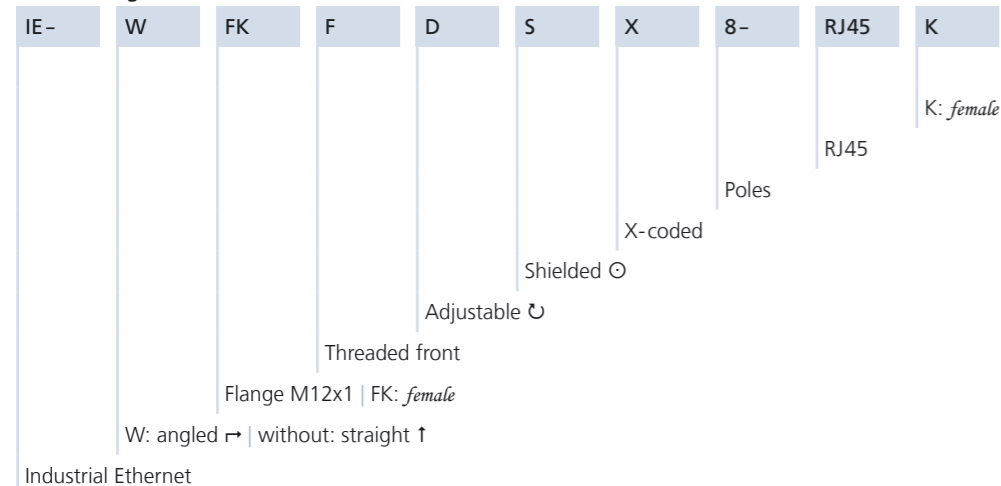 IE– W FK F D S X 8– RJ45 K
K: female
RJ45
Poles
X-coded
Shielded ⊙
Adjustable ↻
Threaded front
Flange M12x1 | FK: female
W: angled ↱ | without: straight ↑
Industrial Ethernet